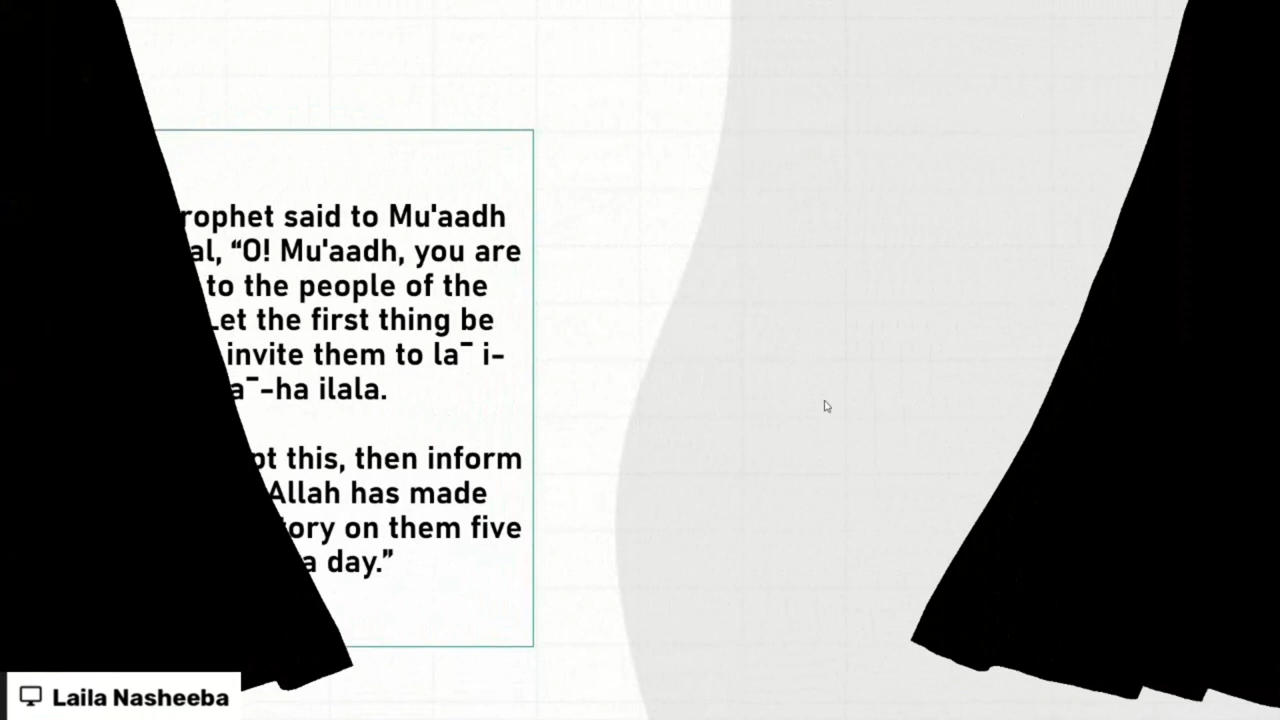 rophet said to Mu'aadh
al, “O! Mu'aadh, you are
to the people of the
Let the first thing be
invite them to la¯ i-
a¯-ha ilala.
pt this, then inform
Allah has made
tory on them five
a day.”
Laila Nasheeba